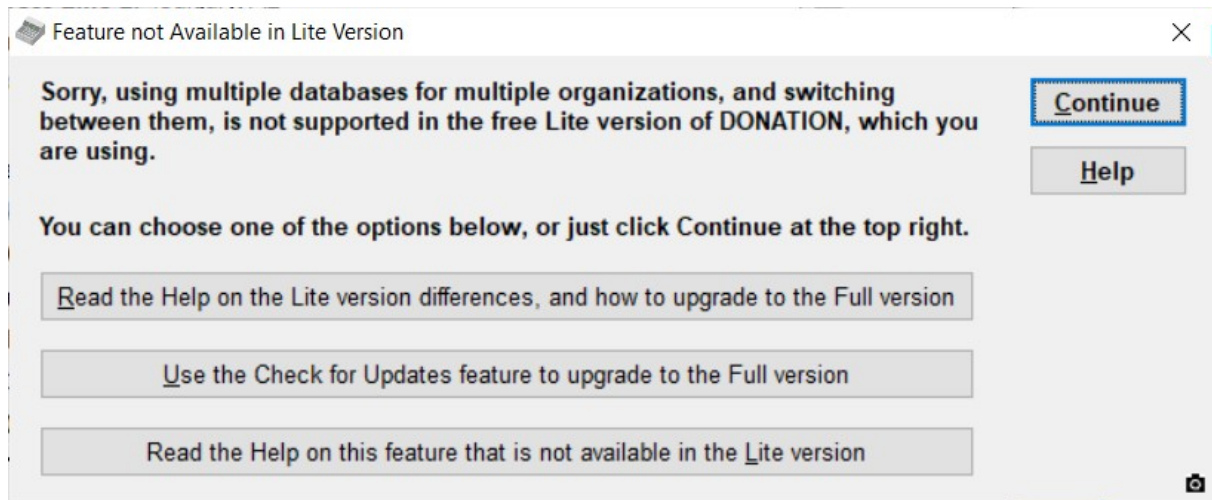 Feature not Available in Lite Version
Sorry, using multiple databases for multiple organizations, and switching
between them, is not supported in the free Lite version of DONATION, which you
are using.
Continue
Help
You can choose one of the options below, or just click Continue at the top right.
Read the Help on the Lite version differences, and how to upgrade to the Full version
Use the Check for Updates feature to upgrade to the Full version
Read the Help on this feature that is not available in the Lite version